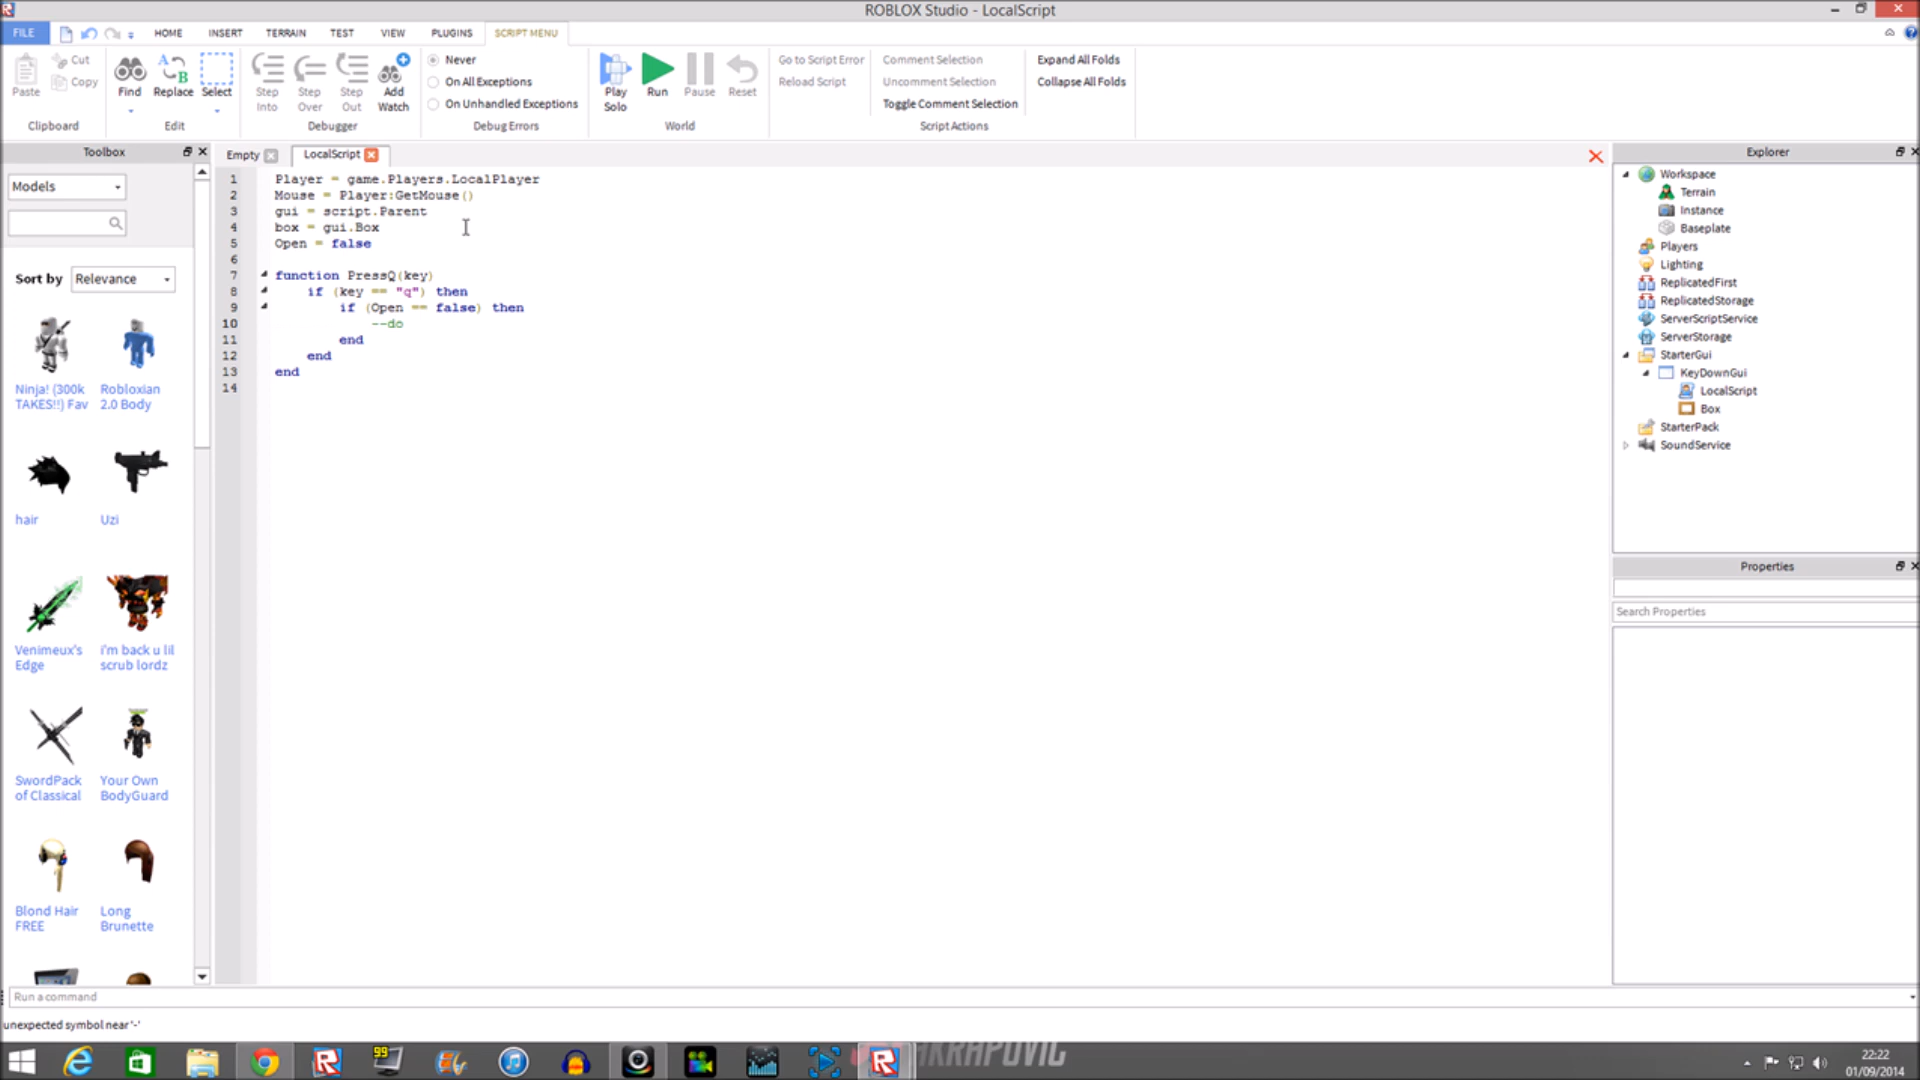 ROBLOX Studio - LocalScript
FILE
HOME
INSERT
TERRAIN
TEST
VIEW
PLUGINS
SCRIPT MENU
Paste
Cut
Copy
Clipboard
Find
Replace
Select
Edit
Step Into
Step Over
Step Out
Add Watch
Debugger
Never
On All Exceptions
On Unhandled Exceptions
Debug Errors
Play Solo
Run
Pause
Reset
World
Go to Script Error
Reload Script
Comment Selection
Uncomment Selection
Toggle Comment Selection
Expand All Folds
Collapse All Folds
Script Actions
Toolbox
Models
Sort by Relevance
Ninja! (300k TAKES!!) Fav
Robloxian 2.0 Body
hair
Uzi
Venimeux's Edge
i'm back u lil scrub lordz
SwordPack of Classical
Your Own BodyGuard
Blond Hair FREE
Long Brunette
Empty
LocalScript
1 Player = game.Players.LocalPlayer
2 Mouse = Player:GetMouse()
3 gui = script.Parent
4 box = gui.Box
5 Open = false
6
7 function PressQ(key)
8 if (key == "q") then
9 if (Open == false) then
10 --do
11 end
12 end
13 end
14
Explorer
Workspace
Terrain
Instance
Baseplate
Players
Lighting
ReplicatedFirst
ReplicatedStorage
ServerScriptService
ServerStorage
StarterGui
KeyDownGui
LocalScript
Box
StarterPack
SoundService
Properties
Search Properties
Run a command
unexpected symbol near '-'
99
AKRAPOVIC
22:22
01/09/2014